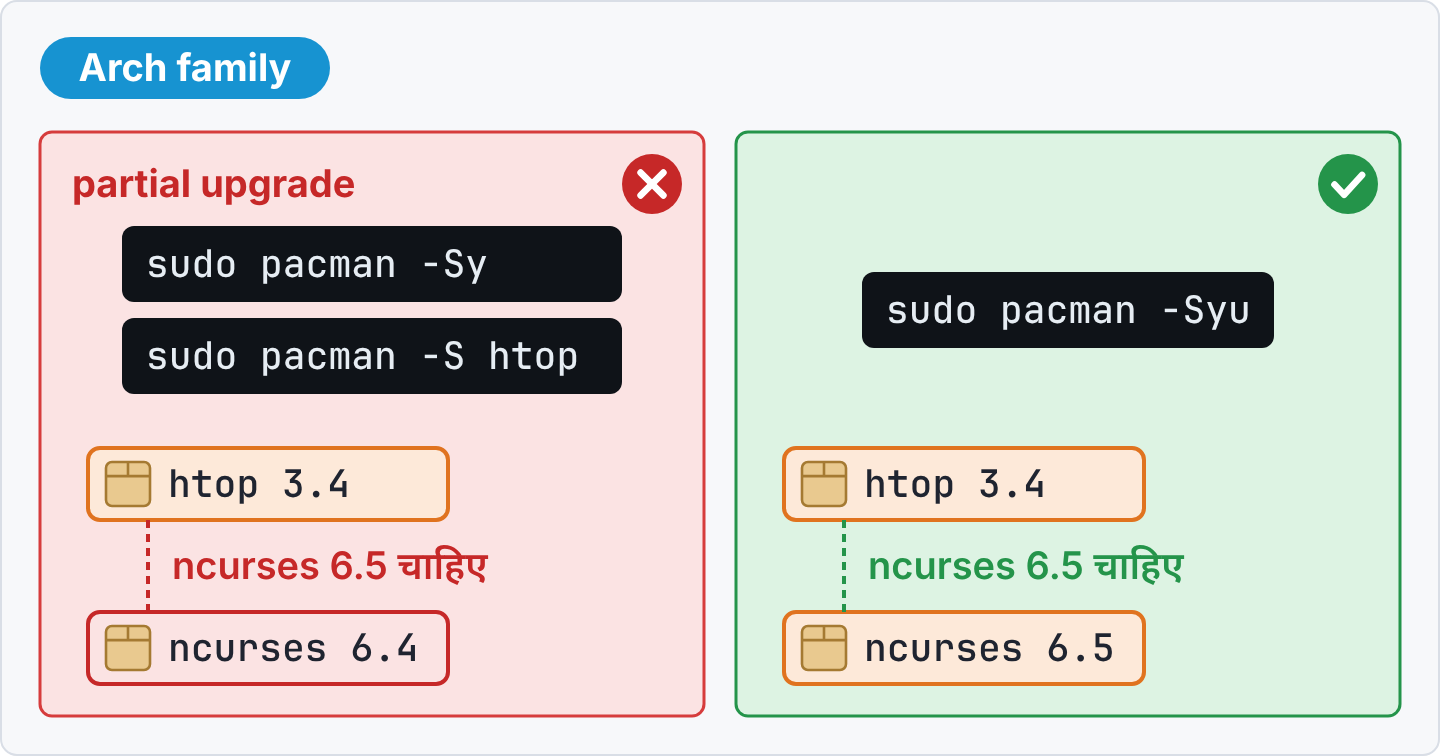 Arch family
partial upgrade
sudo pacman -Sy
sudo pacman -S htop
htop 3.4
ncurses 6.5 चाहिए
ncurses 6.4
sudo pacman -Syu
htop 3.4
ncurses 6.5 चाहिए
ncurses 6.5